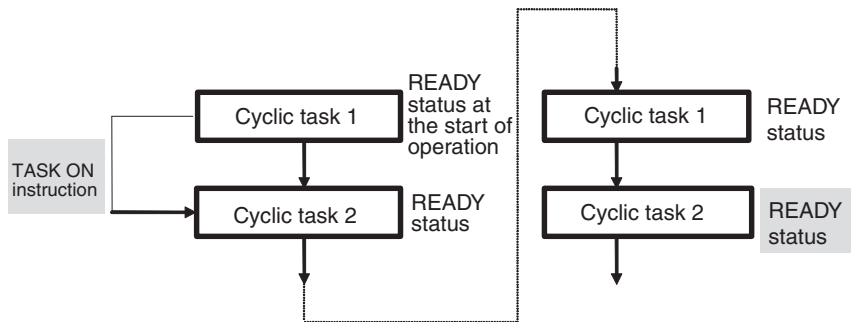 READY
status at
the start of
operation
Cyclic task 1
TASK ON
instruction
Cyclic task 2
READY
status
Cyclic task 1
READY
status
Cyclic task 2
READY
status